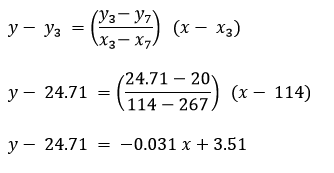 y − y₃ = ((y₃− y₇)/(x₃− x₇)) (x − x₃)
y − 24.71 = ((24.71 − 20)/(114 − 267)) (x − 114)
y − 24.71 = −0.031 x + 3.51